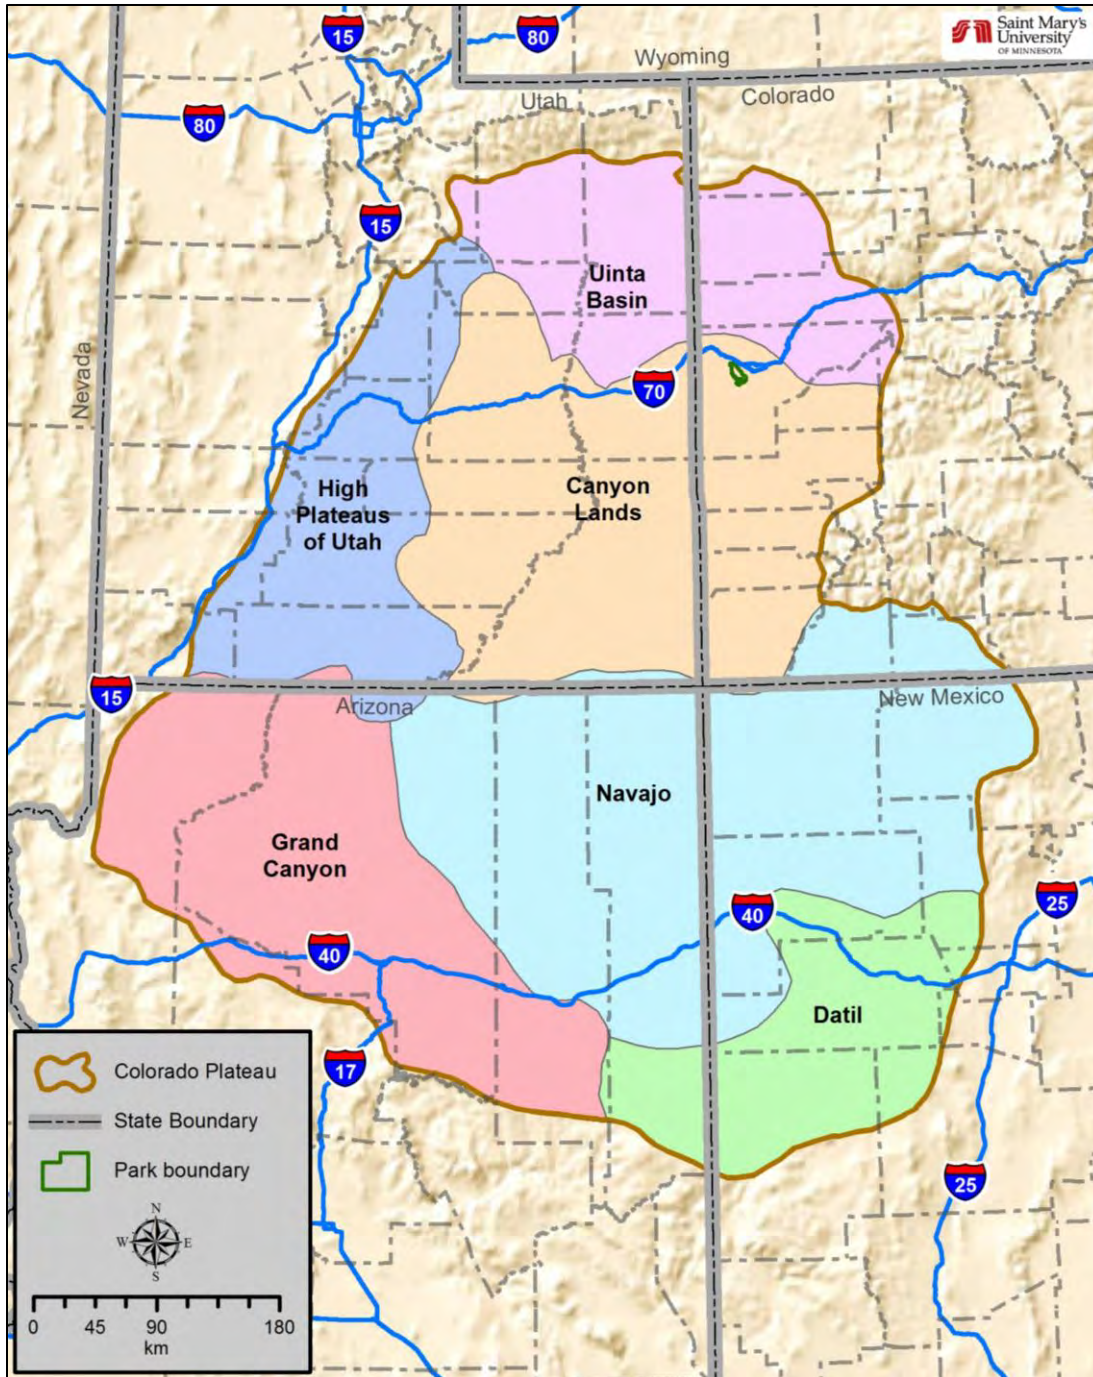 15
80
Saint Mary's
University
OF MINNESOTA
Wyoming
Utah
Colorado
80
15
Uinta
Basin
Nevada
70
High
Plateaus
of Utah
Canyon
Lands
15
Arizona
New Mexico
Navajo
Grand
Canyon
40
25
40
Datil
17
25
Colorado Plateau
State Boundary
Park boundary
N
W
E
S
0 45 90 180
km